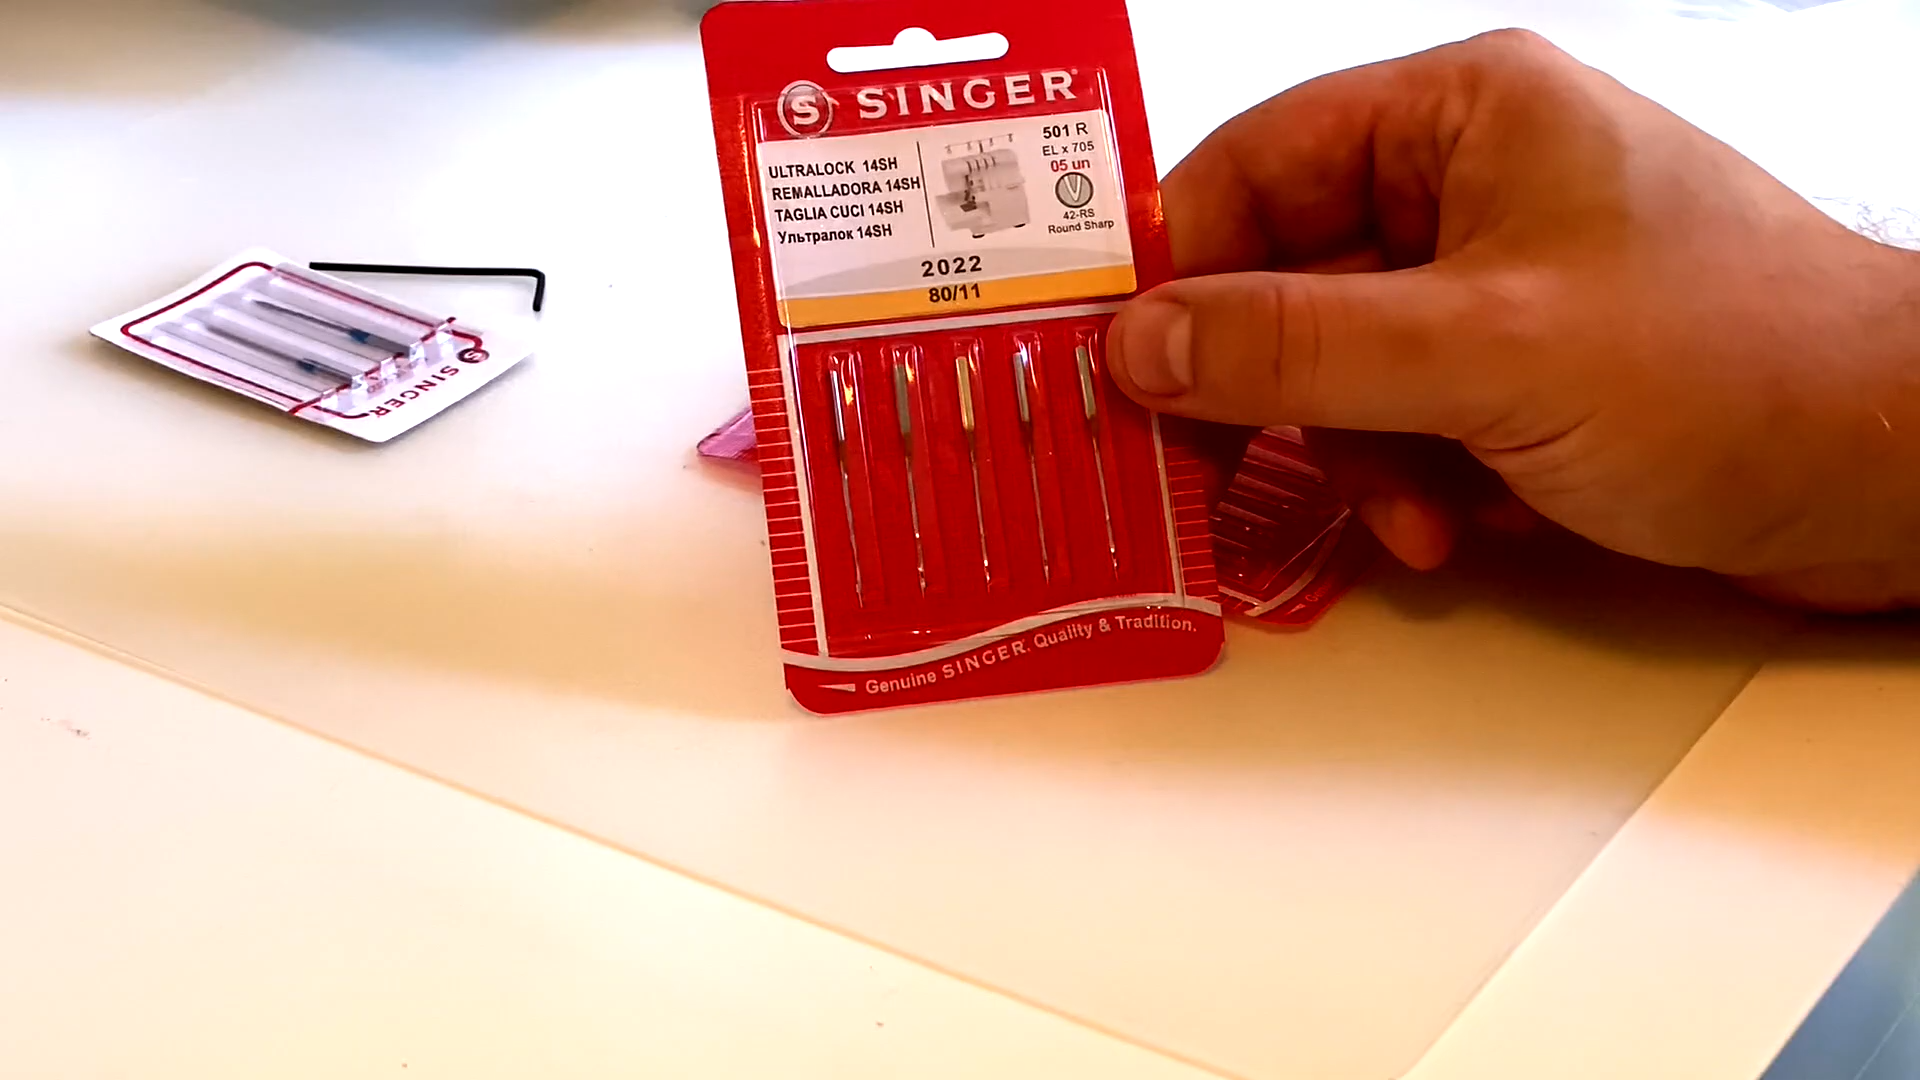 S SINGER
ULTRALOCK 14SH
REMALLADORA 14SH
TAGLIA CUCI 14SH
Ультралок 14SH
501 R
EL x 705
05 un
42-RS
Round Sharp
2022
80/11
Genuine SINGER. Quality & Tradition.
S SINGER